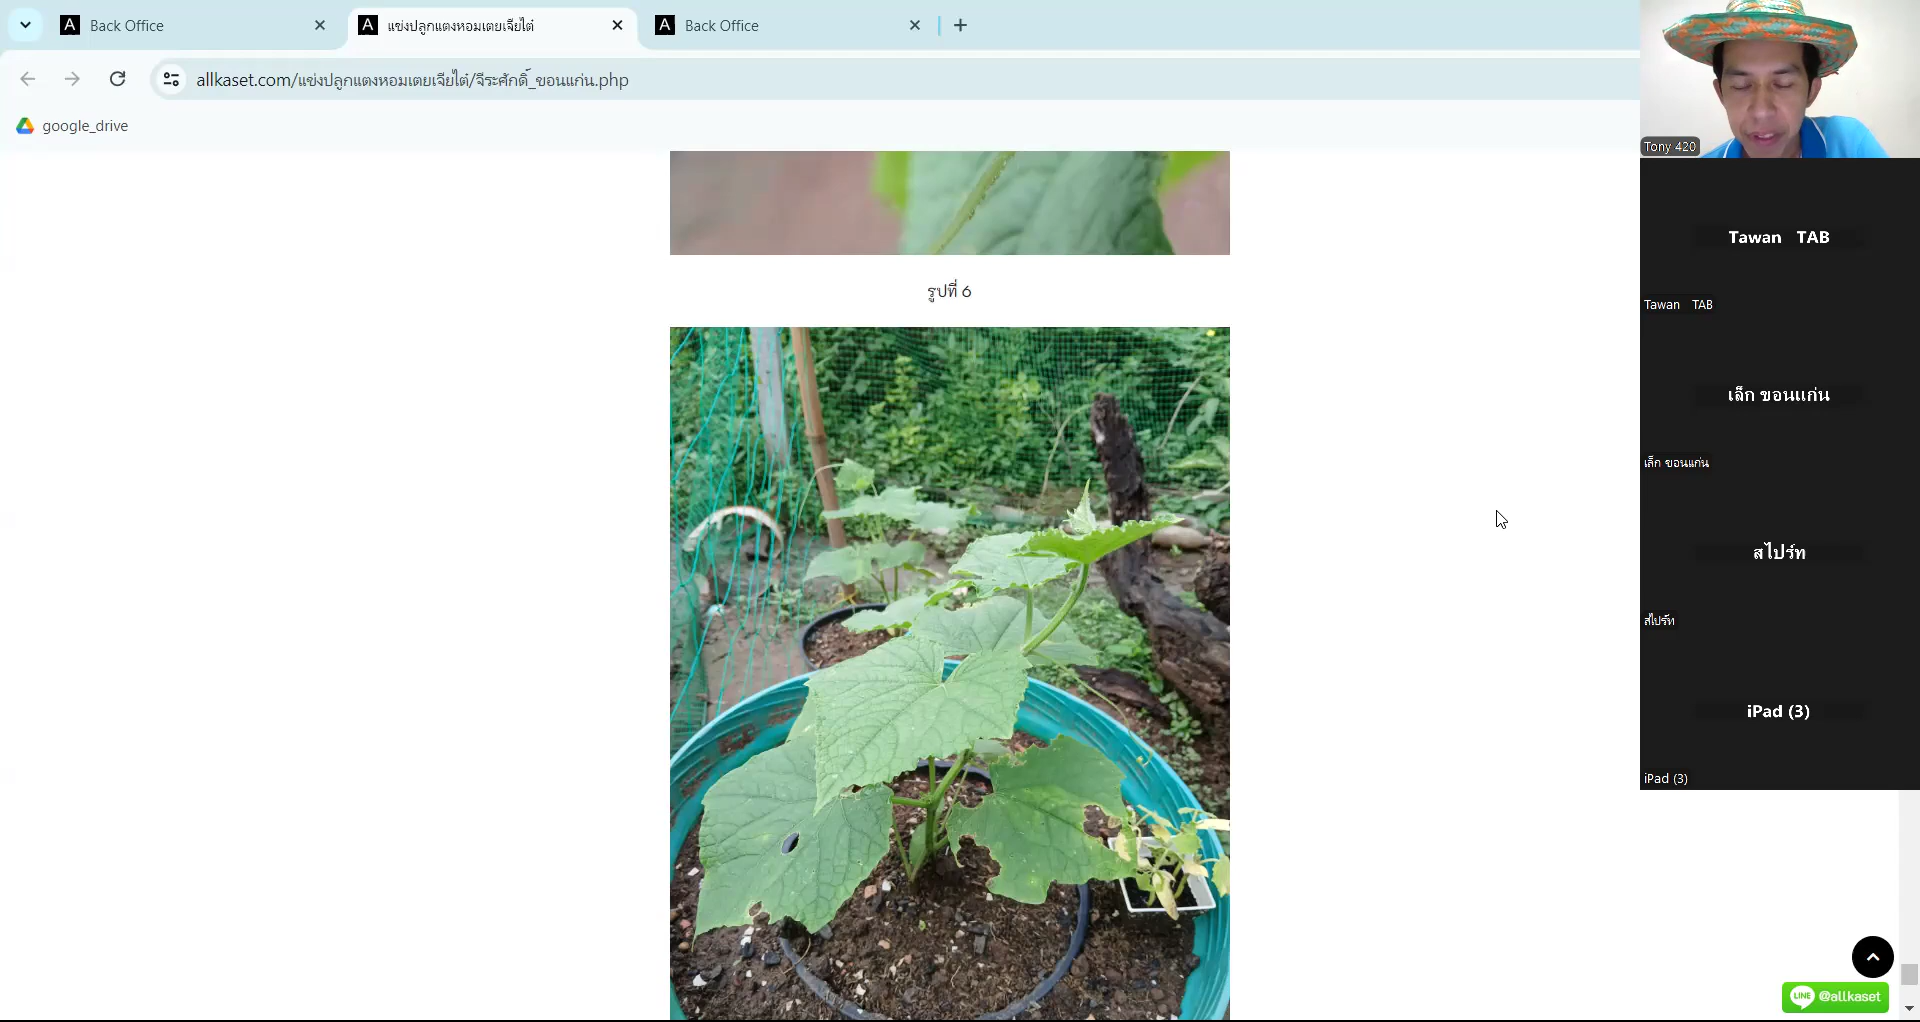 Back Office
แข่งปลูกแตงหอมเตยเจียไต๋
Back Office
allkaset.com/แข่งปลูกแตงหอมเตยเจียไต๋/จีระศักดิ์_ขอนแก่น.php
google_drive
รูปที่ 6
Tony 420
Tawan TAB
Tawan TAB
เล็ก ขอนแก่น
เล็ก ขอนแก่น
สไปร์ท
สไปร์ท
iPad (3)
iPad (3)
LINE @allkaset